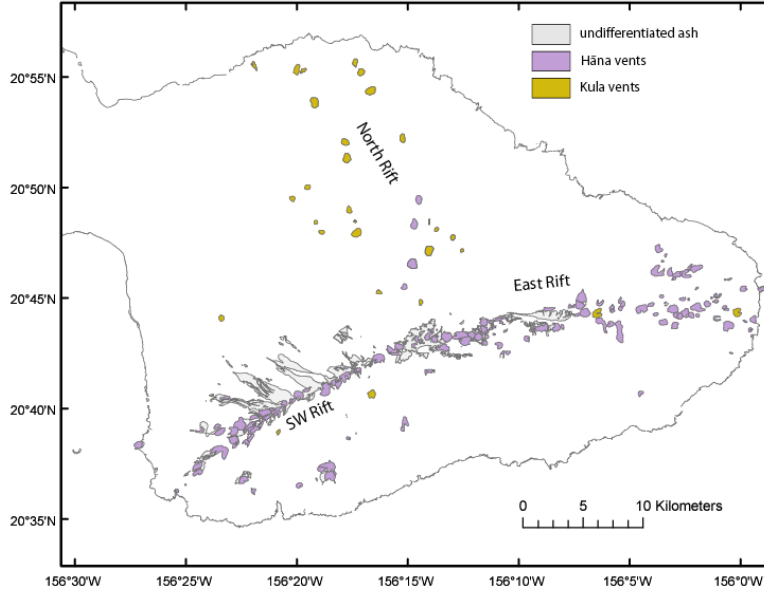 undifferentiated ash
Hāna vents
Kula vents
20°55'N
North Rift
20°50'N
East Rift
20°45'N
20°40'N
SW Rift
0 5 10 Kilometers
20°35'N
156°30'W 156°25'W 156°20'W 156°15'W 156°10'W 156°5'W 156°0'W